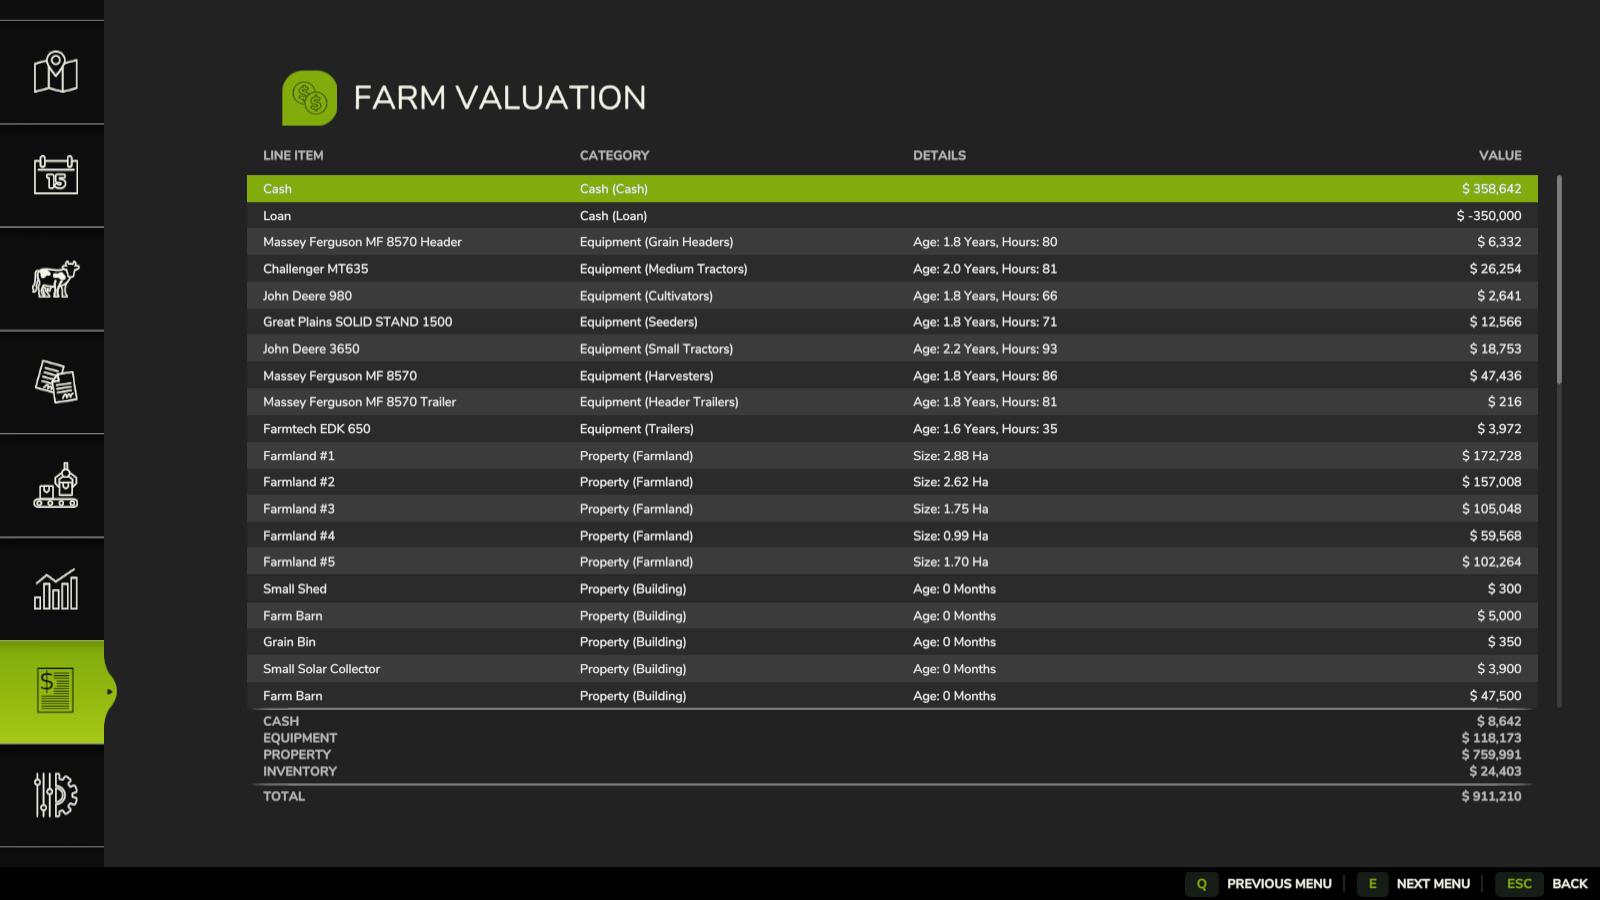 15
FARM VALUATION
LINE ITEM CATEGORY DETAILS VALUE
Cash Cash (Cash) $ 358,642
Loan Cash (Loan) $ -350,000
Massey Ferguson MF 8570 Header Equipment (Grain Headers) Age: 1.8 Years, Hours: 80 $ 6,332
Challenger MT635 Equipment (Medium Tractors) Age: 2.0 Years, Hours: 81 $ 26,254
John Deere 980 Equipment (Cultivators) Age: 1.8 Years, Hours: 66 $ 2,641
Great Plains SOLID STAND 1500 Equipment (Seeders) Age: 1.8 Years, Hours: 71 $ 12,566
John Deere 3650 Equipment (Small Tractors) Age: 2.2 Years, Hours: 93 $ 18,753
Massey Ferguson MF 8570 Equipment (Harvesters) Age: 1.8 Years, Hours: 86 $ 47,436
Massey Ferguson MF 8570 Trailer Equipment (Header Trailers) Age: 1.8 Years, Hours: 81 $ 216
Farmtech EDK 650 Equipment (Trailers) Age: 1.6 Years, Hours: 35 $ 3,972
Farmland #1 Property (Farmland) Size: 2.88 Ha $ 172,728
Farmland #2 Property (Farmland) Size: 2.62 Ha $ 157,008
Farmland #3 Property (Farmland) Size: 1.75 Ha $ 105,048
Farmland #4 Property (Farmland) Size: 0.99 Ha $ 59,568
Farmland #5 Property (Farmland) Size: 1.70 Ha $ 102,264
Small Shed Property (Building) Age: 0 Months $ 300
Farm Barn Property (Building) Age: 0 Months $ 5,000
Grain Bin Property (Building) Age: 0 Months $ 350
Small Solar Collector Property (Building) Age: 0 Months $ 3,900
Farm Barn Property (Building) Age: 0 Months $ 47,500
CASH $ 8,642
EQUIPMENT $ 118,173
PROPERTY $ 759,991
INVENTORY $ 24,403
TOTAL $ 911,210
Q PREVIOUS MENU E NEXT MENU ESC BACK